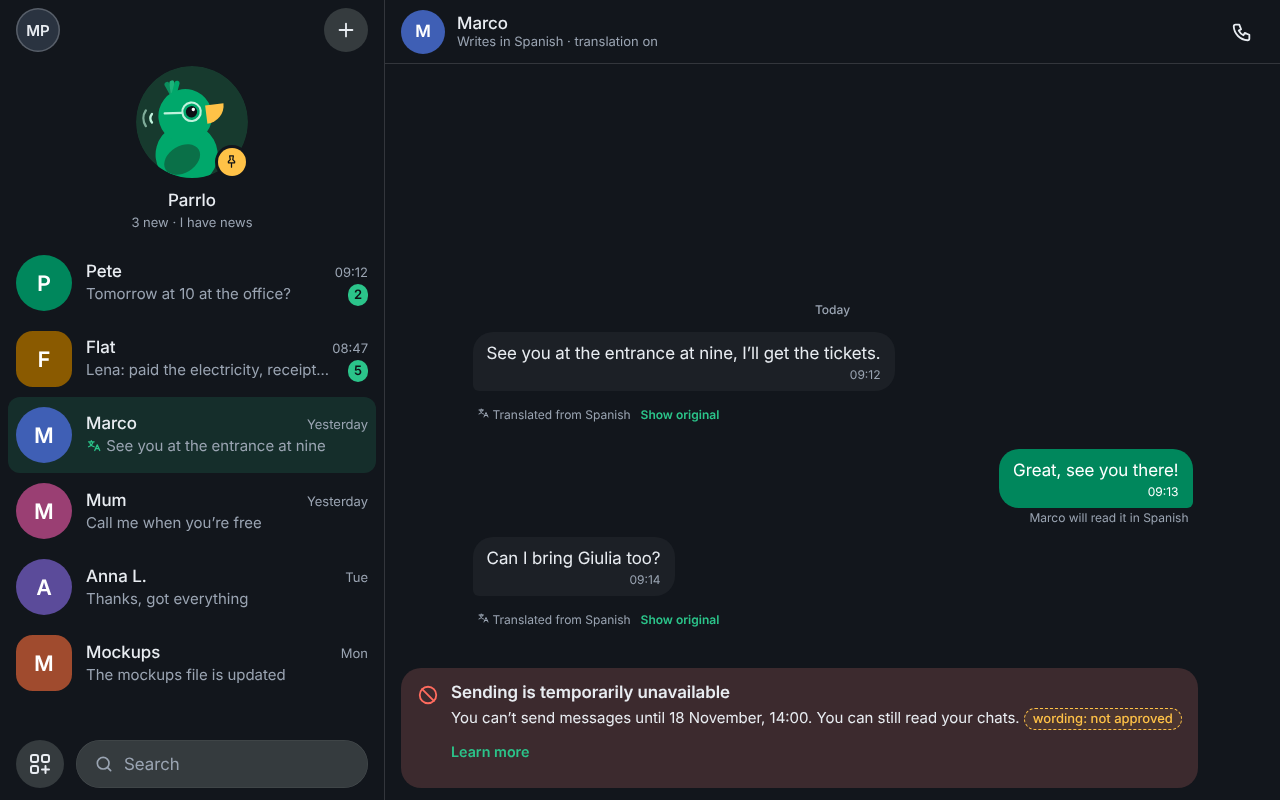 MP
Parrlo
3 new · I have news
P
Pete
09:12
Tomorrow at 10 at the office?
2
F
Flat
08:47
Lena: paid the electricity, receipt…
5
M
Marco
Yesterday
See you at the entrance at nine
M
Mum
Yesterday
Call me when you’re free
A
Anna L.
Tue
Thanks, got everything
M
Mockups
Mon
The mockups file is updated
Search
M
Marco
Writes in Spanish · translation on
Today
See you at the entrance at nine, I’ll get the tickets.
09:12
Translated from Spanish Show original
Great, see you there!
09:13
Marco will read it in Spanish
Can I bring Giulia too?
09:14
Translated from Spanish Show original
Sending is temporarily unavailable
You can’t send messages until 18 November, 14:00. You can still read your chats. wording: not approved
Learn more